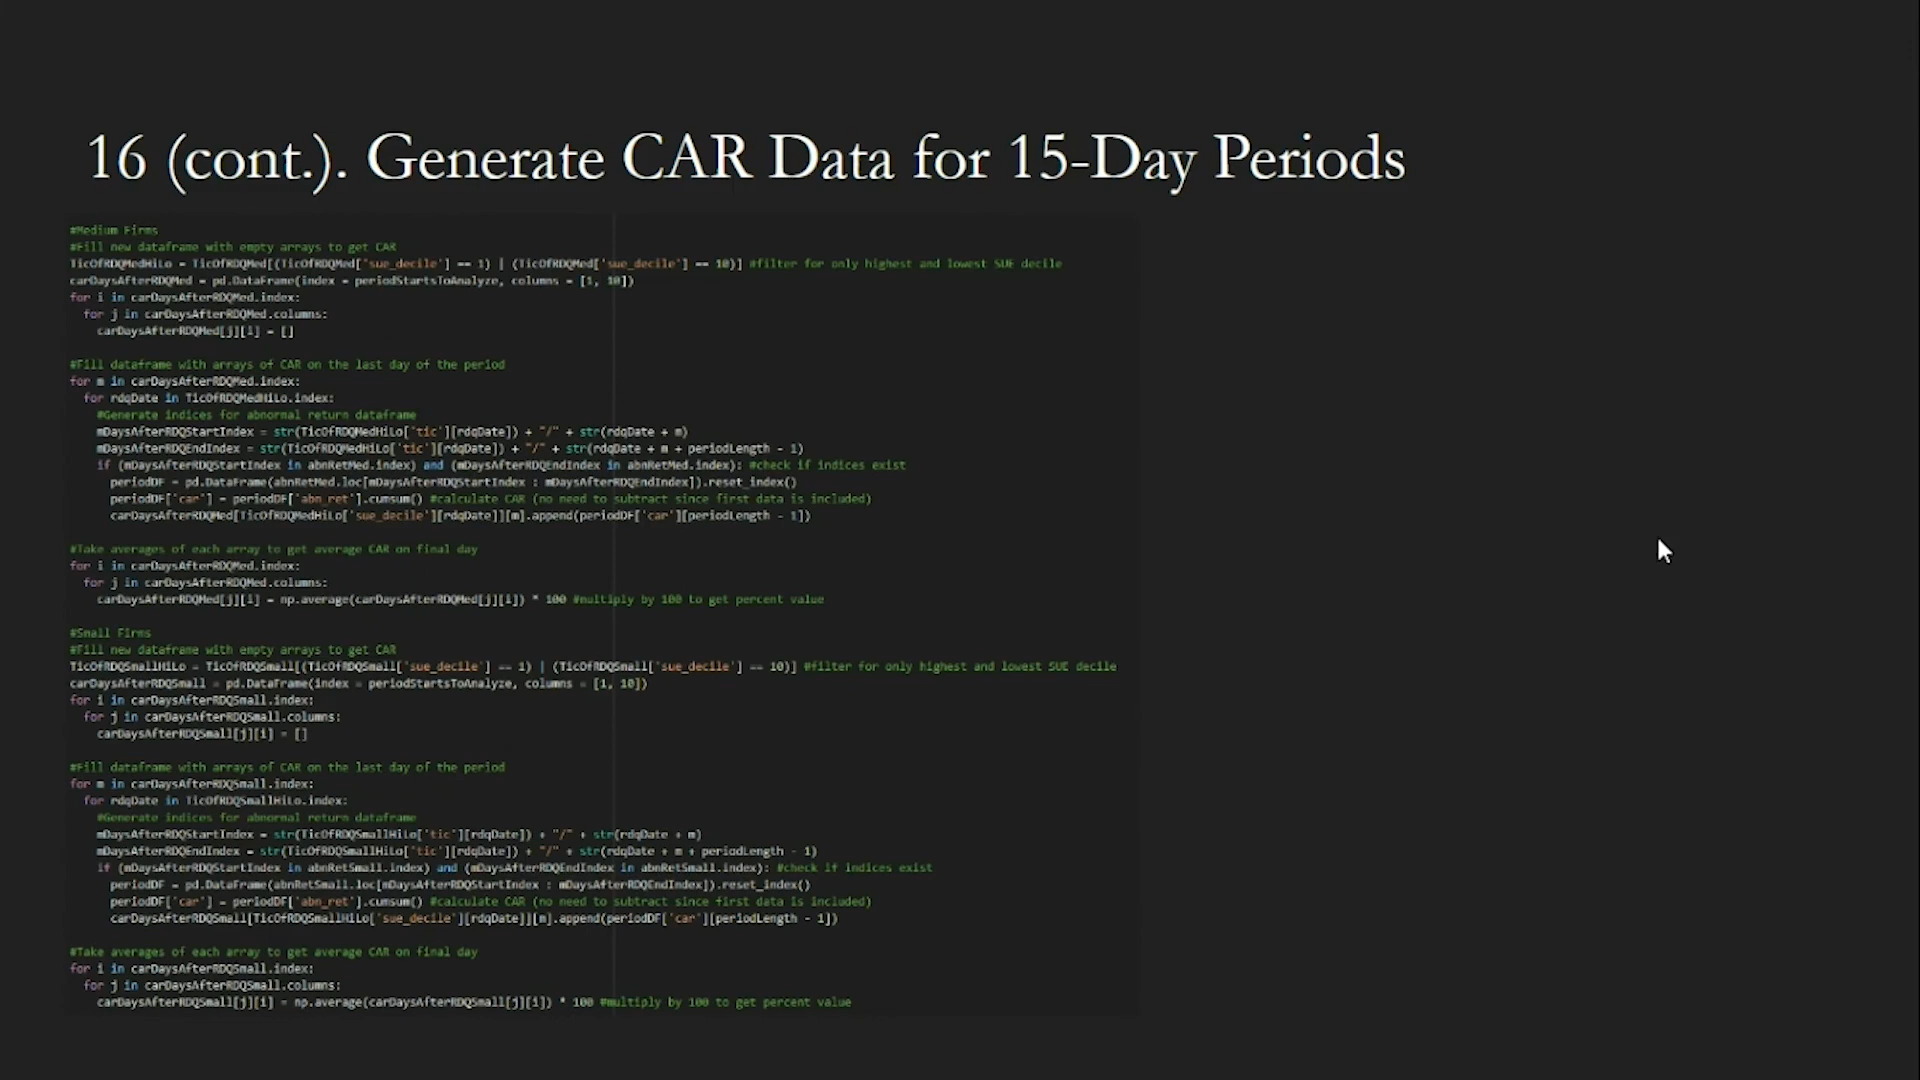 16 (cont.). Generate CAR Data for 15-Day Periods
#Medium Firms
#Fill new dataframe with empty arrays to get CAR
TicOfRDQMedHiLo = TicOfRDQMed[(TicOfRDQMed['sue_decile'] == 1) | (TicOfRDQMed['sue_decile'] == 10)] #filter for only highest and lowest SUE decile
carDaysAfterRDQMed = pd.DataFrame(index = periodStartsToAnalyze, columns = [1, 10])
for i in carDaysAfterRDQMed.index:
  for j in carDaysAfterRDQMed.columns:
    carDaysAfterRDQMed[j][i] = []
#Fill dataframe with arrays of CAR on the last day of the period
for m in carDaysAfterRDQMed.index:
  for rdqDate in TicOfRDQMedHiLo.index:
    #Generate indices for abnormal return dataframe
    mDaysAfterRDQStartIndex = str(TicOfRDQMedHiLo['tic'][rdqDate]) + "/" + str(rdqDate + m)
    mDaysAfterRDQEndIndex = str(TicOfRDQMedHiLo['tic'][rdqDate]) + "/" + str(rdqDate + m + periodLength - 1)
    if (mDaysAfterRDQStartIndex in abnRetMed.index) and (mDaysAfterRDQEndIndex in abnRetMed.index): #check if indices exist
      periodDF = pd.DataFrame(abnRetMed.loc[mDaysAfterRDQStartIndex : mDaysAfterRDQEndIndex]).reset_index()
      periodDF['car'] = periodDF['abn_ret'].cumsum() #calculate CAR (no need to subtract since first data is included)
      carDaysAfterRDQMed[TicOfRDQMedHiLo['sue_decile'][rdqDate]][m].append(periodDF['car'][periodLength - 1])
#Take averages of each array to get average CAR on final day
for i in carDaysAfterRDQMed.index:
  for j in carDaysAfterRDQMed.columns:
    carDaysAfterRDQMed[j][i] = np.average(carDaysAfterRDQMed[j][i]) * 100 #multiply by 100 to get percent value
#Small Firms
#Fill new dataframe with empty arrays to get CAR
TicOfRDQSmallHiLo = TicOfRDQSmall[(TicOfRDQSmall['sue_decile'] == 1) | (TicOfRDQSmall['sue_decile'] == 10)] #filter for only highest and lowest SUE decile
carDaysAfterRDQSmall = pd.DataFrame(index = periodStartsToAnalyze, columns = [1, 10])
for i in carDaysAfterRDQSmall.index:
  for j in carDaysAfterRDQSmall.columns:
    carDaysAfterRDQSmall[j][i] = []
#Fill dataframe with arrays of CAR on the last day of the period
for m in carDaysAfterRDQSmall.index:
  for rdqDate in TicOfRDQSmallHiLo.index:
    #Generate indices for abnormal return dataframe
    mDaysAfterRDQStartIndex = str(TicOfRDQSmallHiLo['tic'][rdqDate]) + "/" + str(rdqDate + m)
    mDaysAfterRDQEndIndex = str(TicOfRDQSmallHiLo['tic'][rdqDate]) + "/" + str(rdqDate + m + periodLength - 1)
    if (mDaysAfterRDQStartIndex in abnRetSmall.index) and (mDaysAfterRDQEndIndex in abnRetSmall.index): #check if indices exist
      periodDF = pd.DataFrame(abnRetSmall.loc[mDaysAfterRDQStartIndex : mDaysAfterRDQEndIndex]).reset_index()
      periodDF['car'] = periodDF['abn_ret'].cumsum() #calculate CAR (no need to subtract since first data is included)
      carDaysAfterRDQSmall[TicOfRDQSmallHiLo['sue_decile'][rdqDate]][m].append(periodDF['car'][periodLength - 1])
#Take averages of each array to get average CAR on final day
for i in carDaysAfterRDQSmall.index:
  for j in carDaysAfterRDQSmall.columns:
    carDaysAfterRDQSmall[j][i] = np.average(carDaysAfterRDQSmall[j][i]) * 100 #multiply by 100 to get percent value